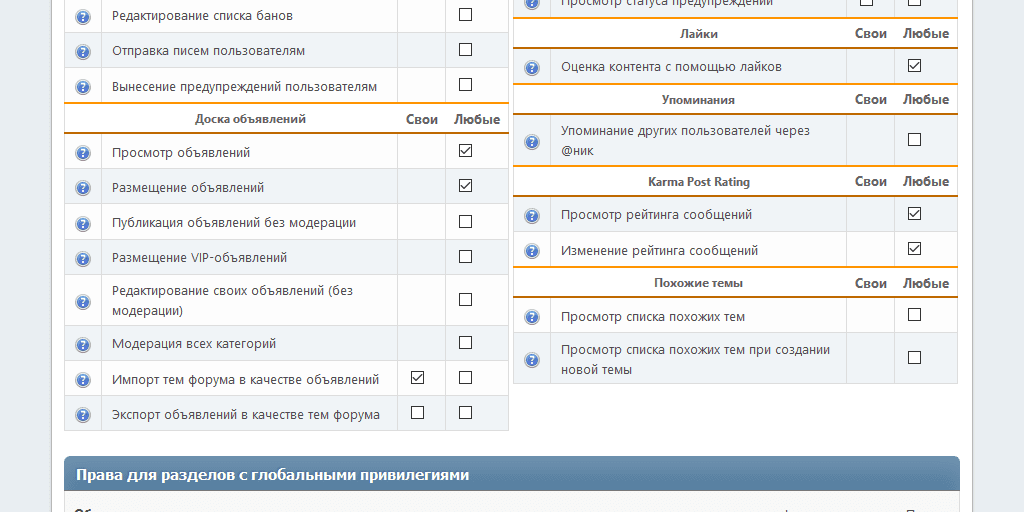 Редактирование списка банов
Отправка писем пользователям
Вынесение предупреждений пользователям
Доска объявлений Свои Любые
Просмотр объявлений
Размещение объявлений
Публикация объявлений без модерации
Размещение VIP-объявлений
Редактирование своих объявлений (без
модерации)
Модерация всех категорий
Импорт тем форума в качестве объявлений
Экспорт объявлений в качестве тем форума
Просмотр статуса предупреждений
Лайки Свои Любые
Оценка контента с помощью лайков
Упоминания Свои Любые
Упоминание других пользователей через
@ник
Karma Post Rating Свои Любые
Просмотр рейтинга сообщений
Изменение рейтинга сообщений
Похожие темы Свои Любые
Просмотр списка похожих тем
Просмотр списка похожих тем при создании
новой темы
Права для разделов с глобальными привилегиями